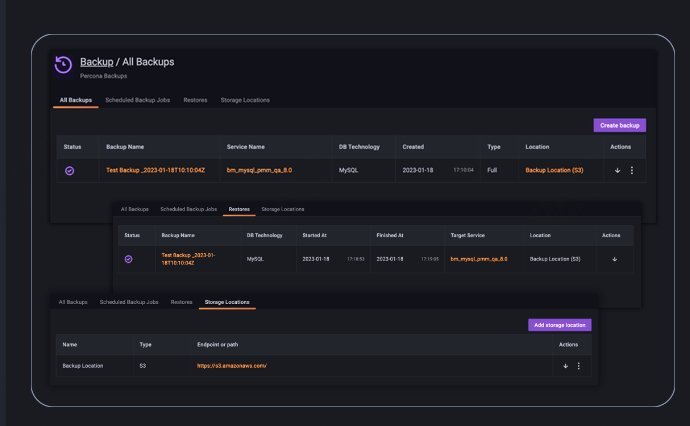 Backup / All Backups
Percona Backups
All Backups Scheduled Backup Jobs Restores Storage Locations
Create backup
Status Backup Name Service Name DB Technology Created Type Location Actions
Test Backup _2023-01-18T10:10:04Z bm_mysql_pmm_qa_8.0 MySQL 2023-01-18 17:10:04 Full Backup Location (S3)
All Backups Scheduled Backup Jobs Restores Storage Locations
Status Backup Name DB Technology Started At Finished At Target Service Location Actions
Test Backup _2023-01-
18T10:10:04Z MySQL 2023-01-18 17:18:53 2023-01-18 17:19:05 bm_mysql_pmm_qa_8.0 Backup Location (S3)
All Backups Scheduled Backup Jobs Restores Storage Locations
Add storage location
Name Type Endpoint or path Actions
Backup Location S3 https://s3.amazonaws.com/